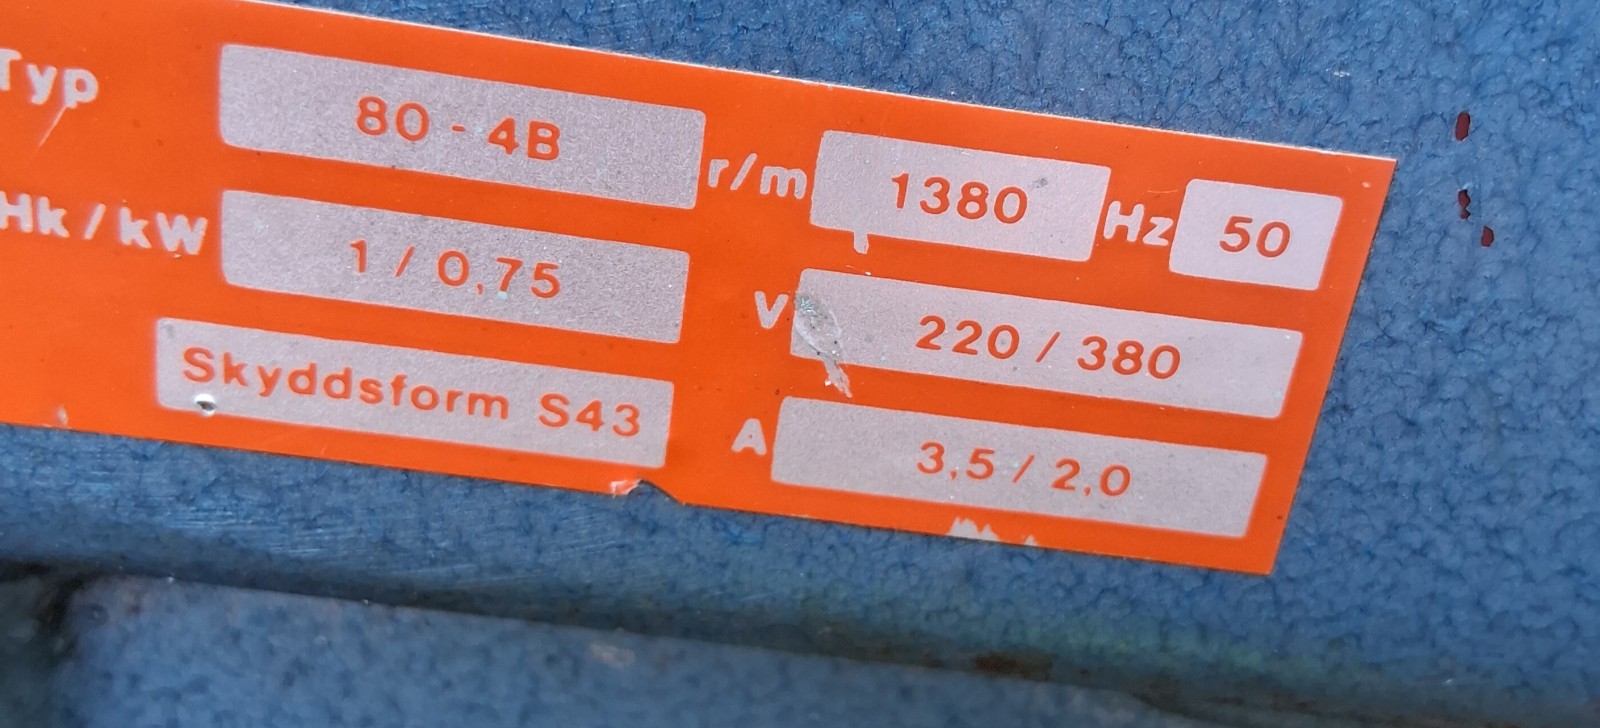 Typ 80 - 4B r/m 1380 Hz 50
Hk/kW 1 / 0,75 V 220 / 380
Skyddsform S43 A 3,5 / 2,0